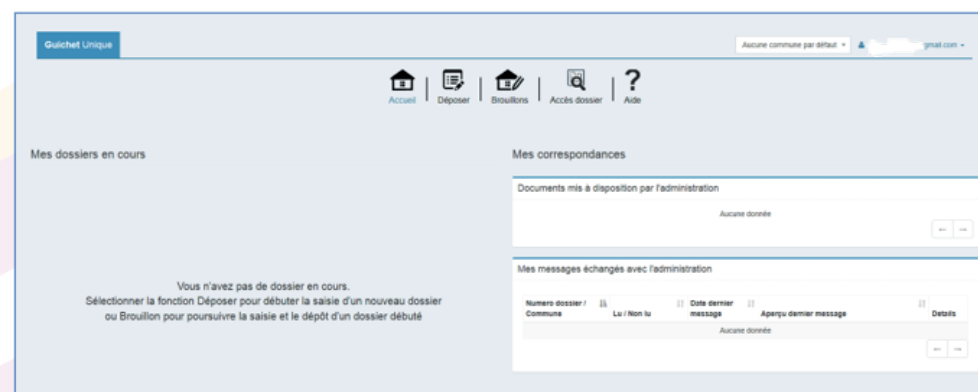 Guichet Unique
Aucune commune par défaut
gmail.com
Accueil
Déposer
Brouillons
Accès dossier
Aide
Mes dossiers en cours
Vous n'avez pas de dossier en cours.
Sélectionner la fonction Déposer pour débuter la saisie d'un nouveau dossier
ou Brouillon pour poursuivre la saisie et le dépôt d'un dossier débuté
Mes correspondances
Documents mis à disposition par l'administration
Aucune donnée
Mes messages échangés avec l'administration
Numero dossier / Commune
Lu / Non lu
Date dernier message
Aperçu dernier message
Details
Aucune donnée